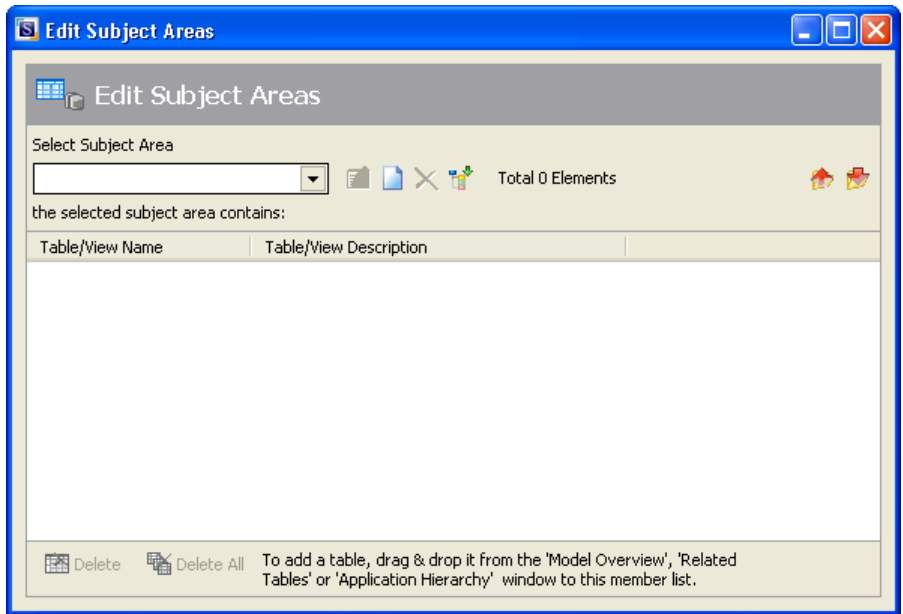 S Edit Subject Areas
Edit Subject Areas
Select Subject Area
Total 0 Elements
the selected subject area contains:
Table/View Name Table/View Description
Delete Delete All To add a table, drag & drop it from the 'Model Overview', 'Related
Tables' or 'Application Hierarchy' window to this member list.